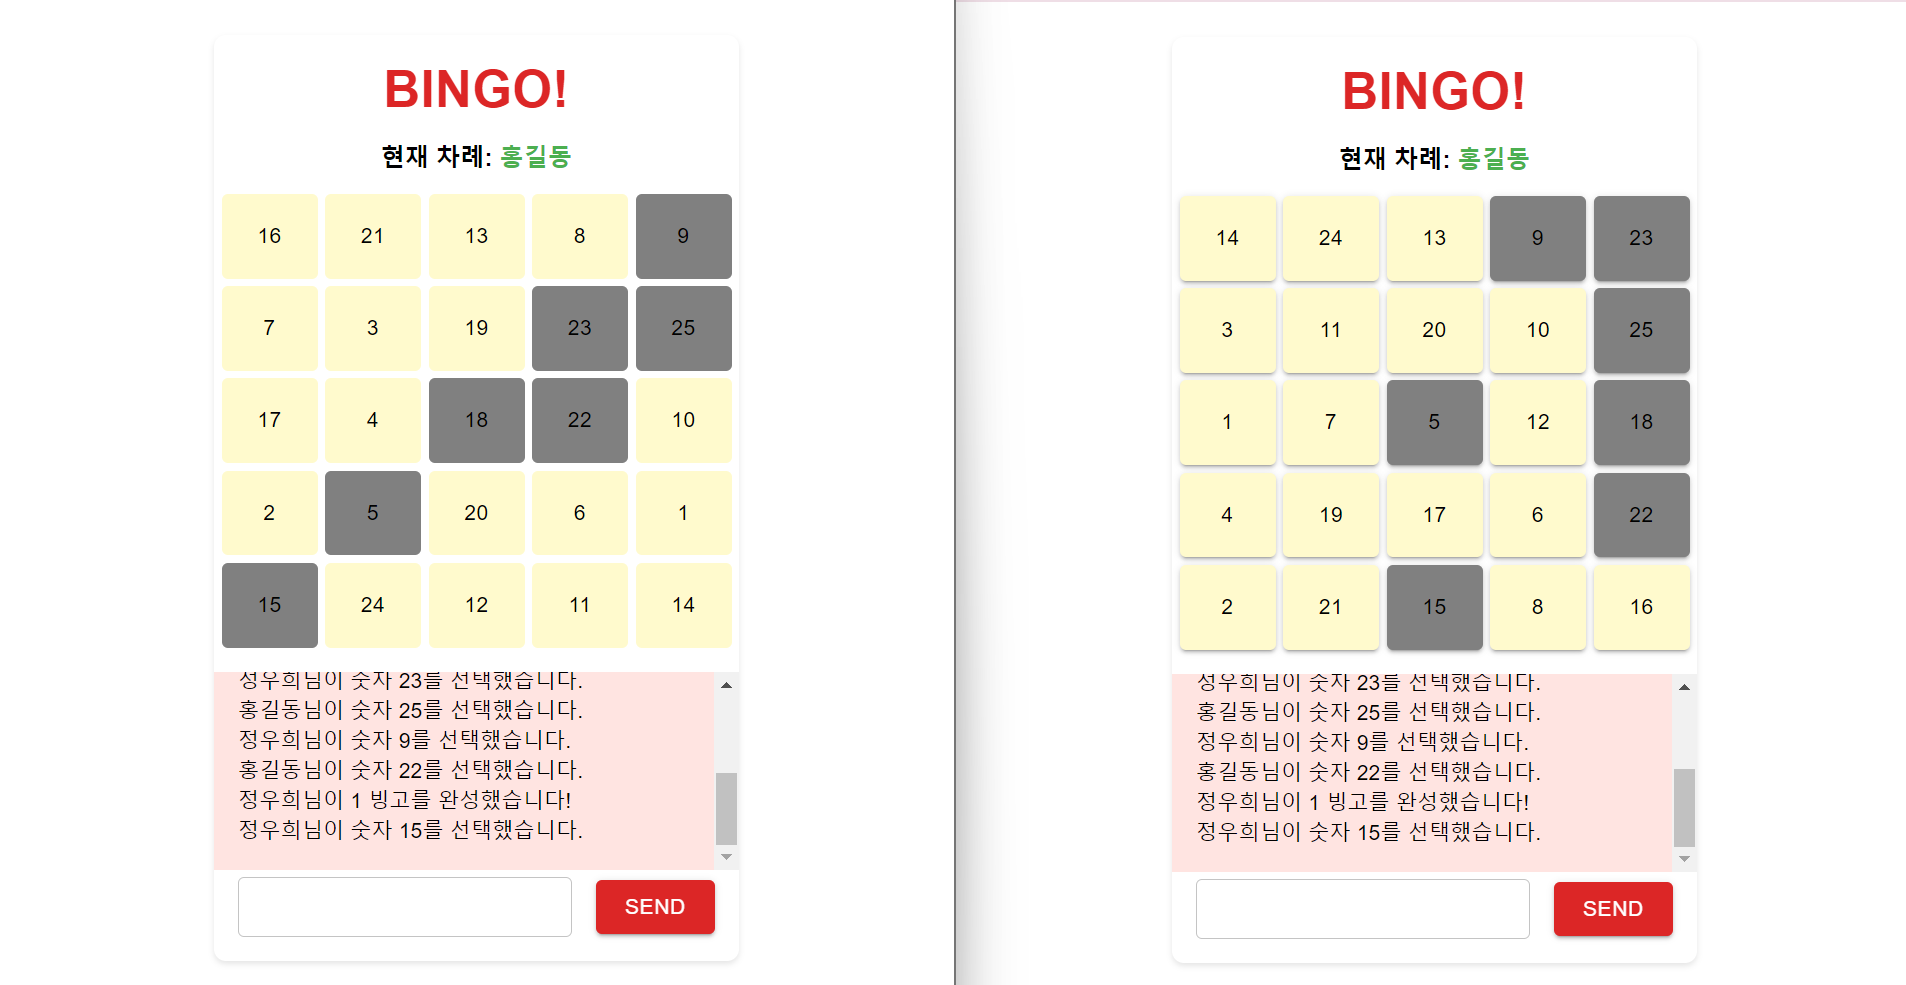 BINGO!
현재 차례: 홍길동
16 21 13 8 9
7 3 19 23 25
17 4 18 22 10
2 5 20 6 1
15 24 12 11 14
정우희님이 숫자 23를 선택했습니다.
홍길동님이 숫자 25를 선택했습니다.
정우희님이 숫자 9를 선택했습니다.
홍길동님이 숫자 22를 선택했습니다.
정우희님이 1 빙고를 완성했습니다!
정우희님이 숫자 15를 선택했습니다.
SEND
BINGO!
현재 차례: 홍길동
14 24 13 9 23
3 11 20 10 25
1 7 5 12 18
4 19 17 6 22
2 21 15 8 16
정우희님이 숫자 23를 선택했습니다.
홍길동님이 숫자 25를 선택했습니다.
정우희님이 숫자 9를 선택했습니다.
홍길동님이 숫자 22를 선택했습니다.
정우희님이 1 빙고를 완성했습니다!
정우희님이 숫자 15를 선택했습니다.
SEND